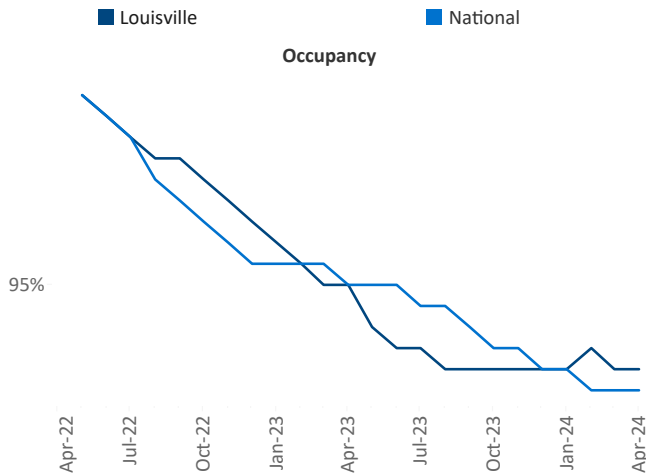 Louisville National
Occupancy
95%
Apr-22 Jul-22 Oct-22 Jan-23 Apr-23 Jul-23 Oct-23 Jan-24 Apr-24